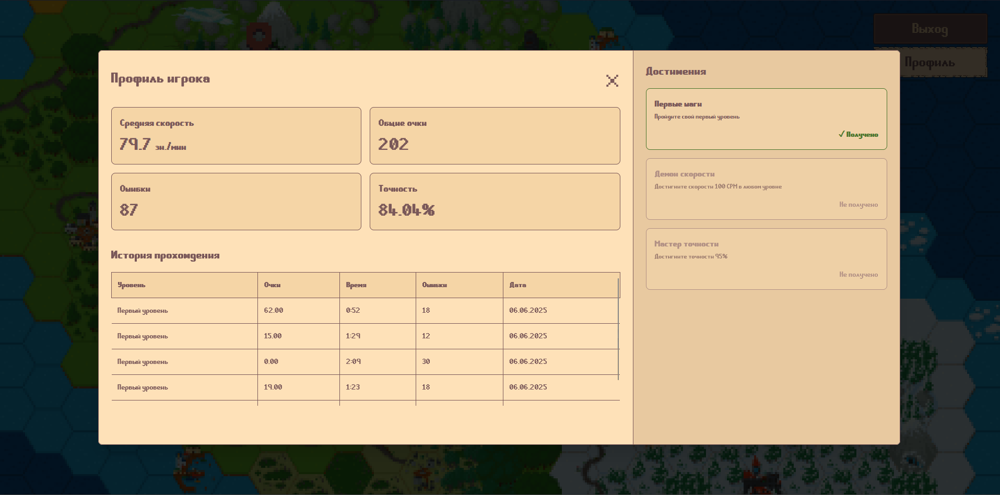 Выход
Профиль
Профиль игрока
Средняя скорость
79.7 зн./мин
Общие очки
202
Ошибки
87
Точность
84.04%
История прохождения
Уровень Очки Время Ошибки Дата
Первый уровень 62.00 0:52 18 06.06.2025
Первый уровень 15.00 1:29 12 06.06.2025
Первый уровень 0.00 2:09 30 06.06.2025
Первый уровень 19.00 1:23 18 06.06.2025
Достижения
Первые шаги
Пройдите свой первый уровень
✓ Получено
Демон скорости
Достигните скорости 100 CPM в любом уровне
Не получено
Мастер точности
Достигните точности 95%
Не получено